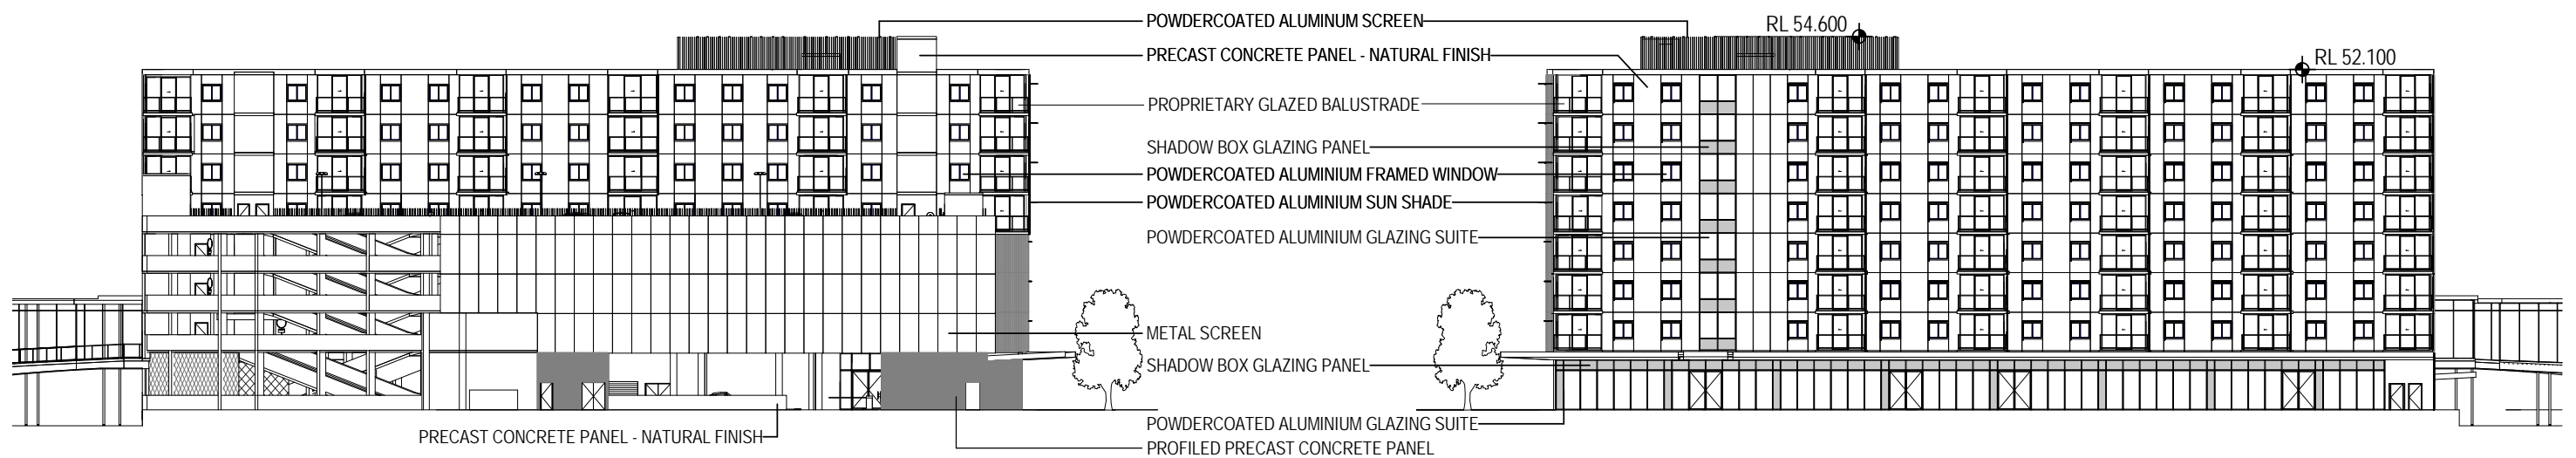 POWDERCOATED ALUMINUM SCREEN
RL 54.600
PRECAST CONCRETE PANEL - NATURAL FINISH
RL 52.100
PROPRIETARY GLAZED BALUSTRADE
SHADOW BOX GLAZING PANEL
POWDERCOATED ALUMINIUM FRAMED WINDOW
POWDERCOATED ALUMINIUM SUN SHADE
POWDERCOATED ALUMINIUM GLAZING SUITE
METAL SCREEN
SHADOW BOX GLAZING PANEL
POWDERCOATED ALUMINIUM GLAZING SUITE
PRECAST CONCRETE PANEL - NATURAL FINISH
PROFILED PRECAST CONCRETE PANEL